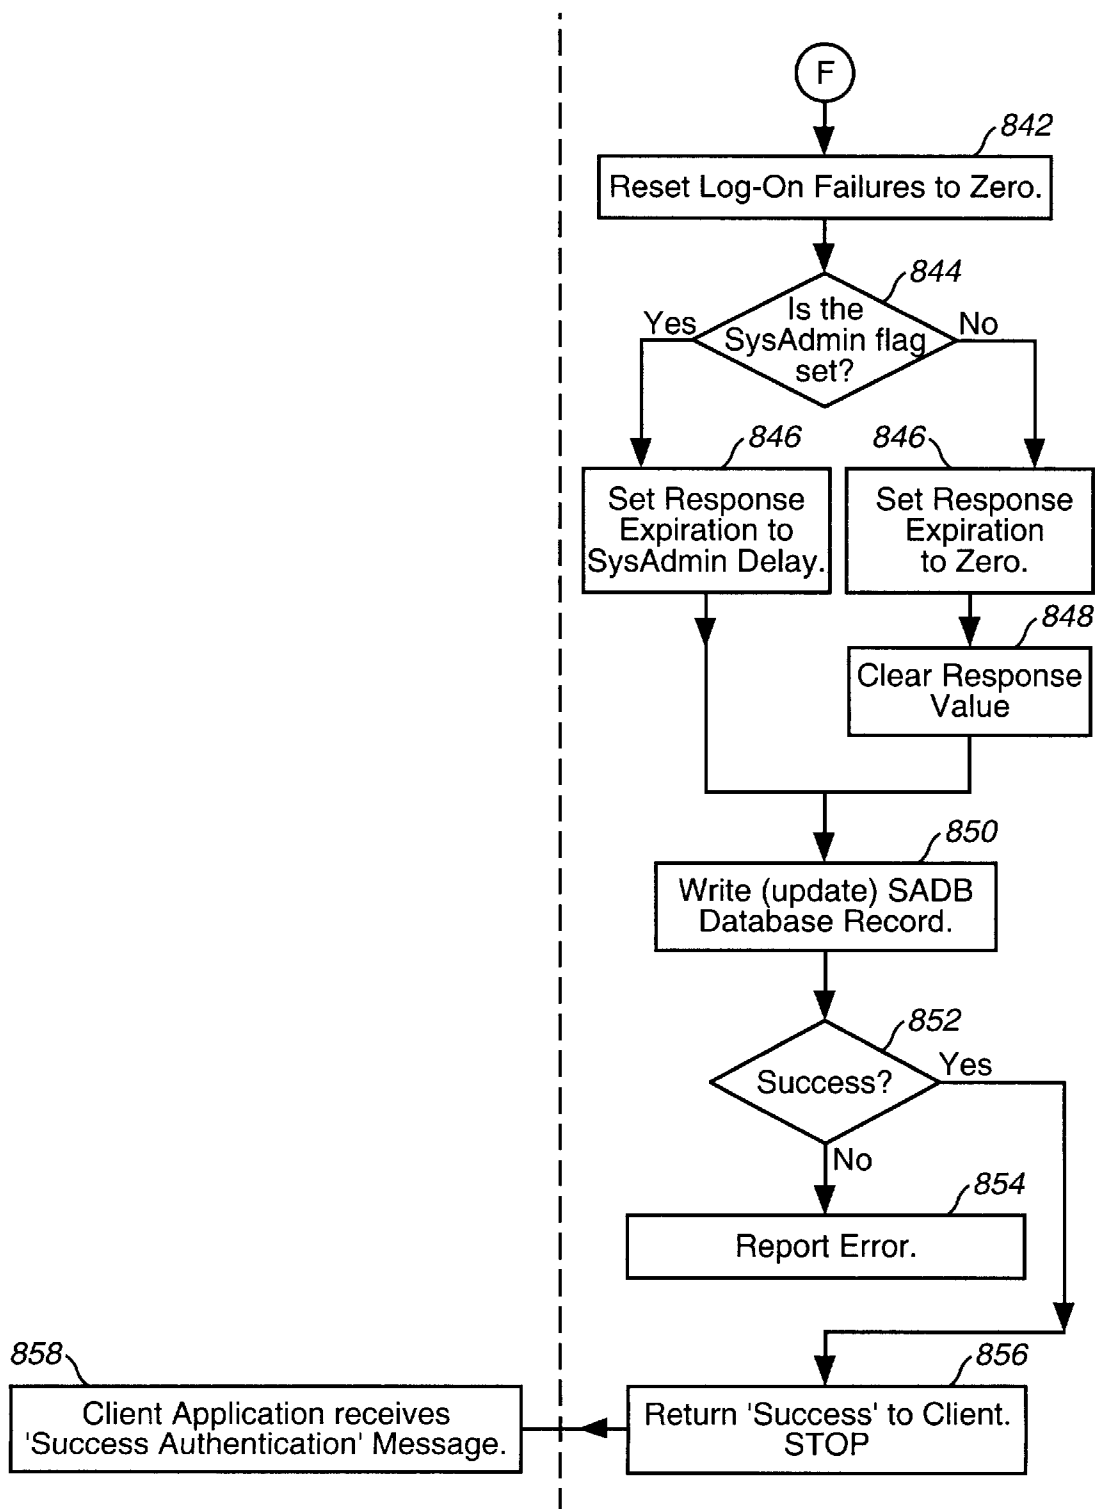 F
842
Reset Log-On Failures to Zero.
844
Is the
SysAdmin flag
set?
Yes
No
846
846
Set Response
Expiration to
SysAdmin Delay.
Set Response
Expiration
to Zero.
848
Clear Response
Value
850
Write (update) SADB
Database Record.
852
Success?
Yes
No
854
Report Error.
858
856
Client Application receives
'Success Authentication' Message.
Return 'Success' to Client.
STOP